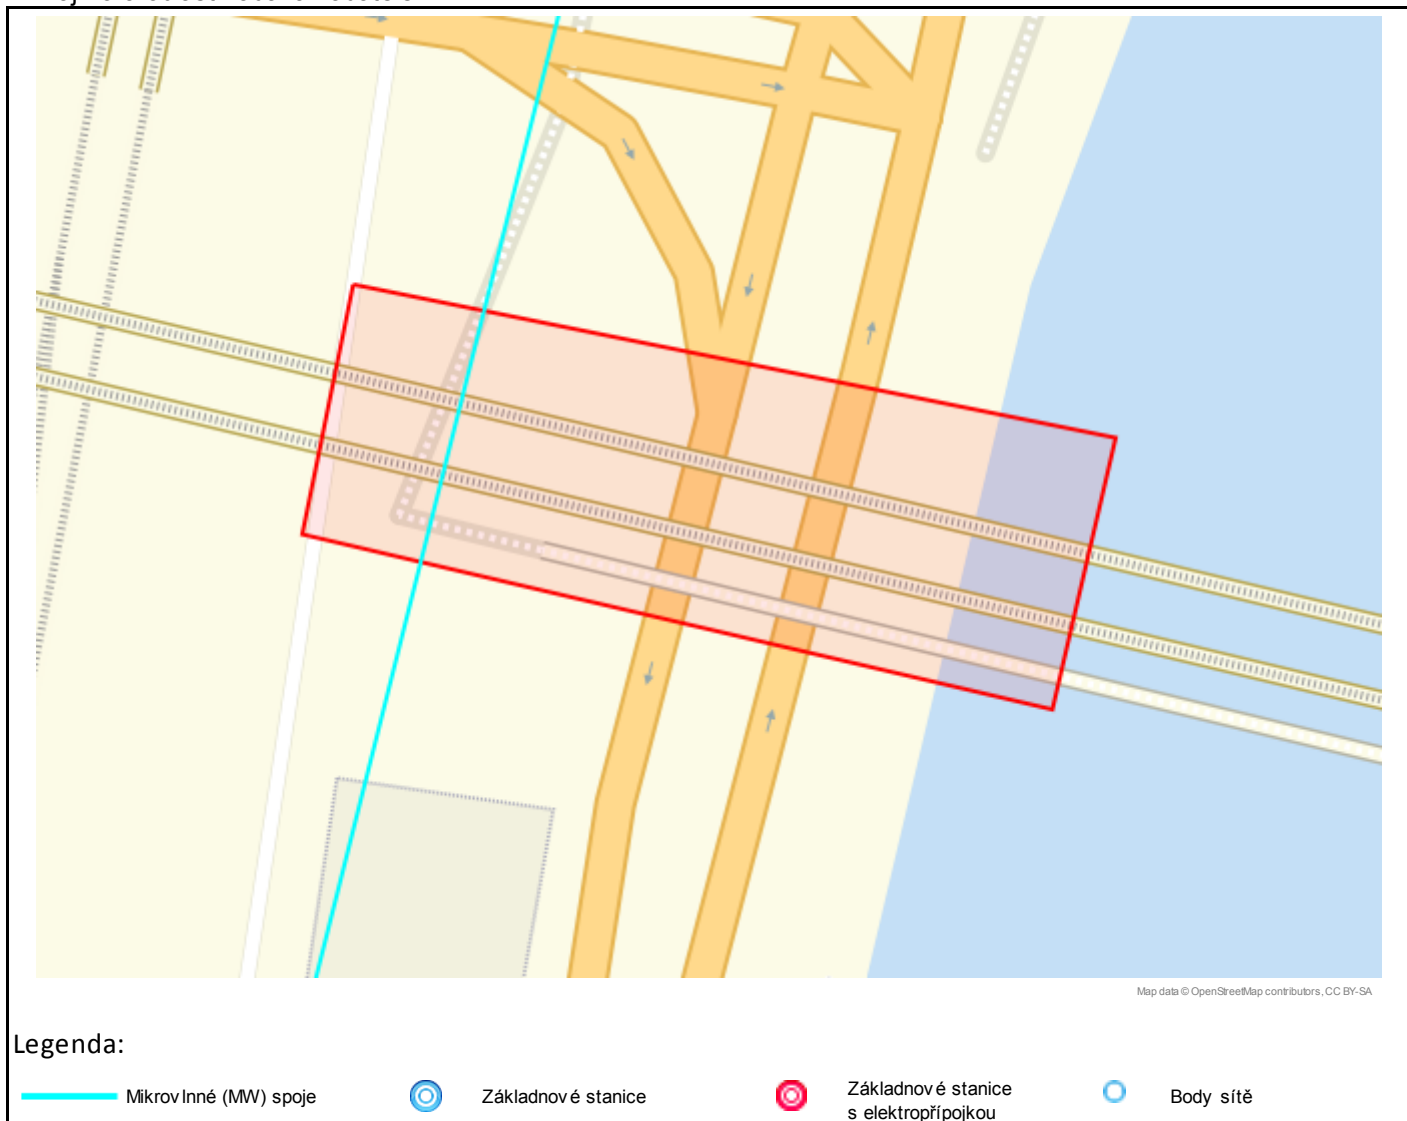 Map data © OpenStreetMap contributors, CC BY-SA
Legenda:
Mikrovlnné (MW) spoje
Základnové stanice
Základnové stanice
s elektropřípojkou
Body sítě